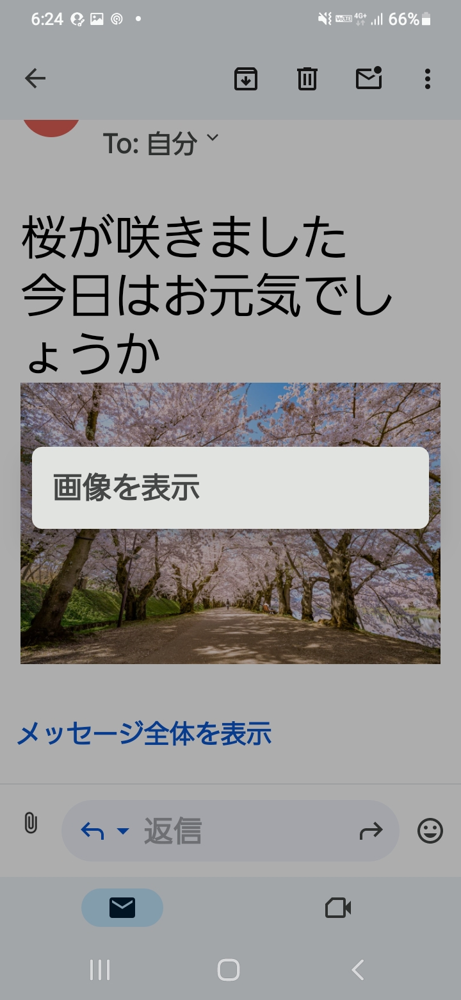 6:24 VoLTE 4G+ 66%
To: 自分
桜が咲きました
今日はお元気でし
ょうか
画像を表示
メッセージ全体を表示
返信